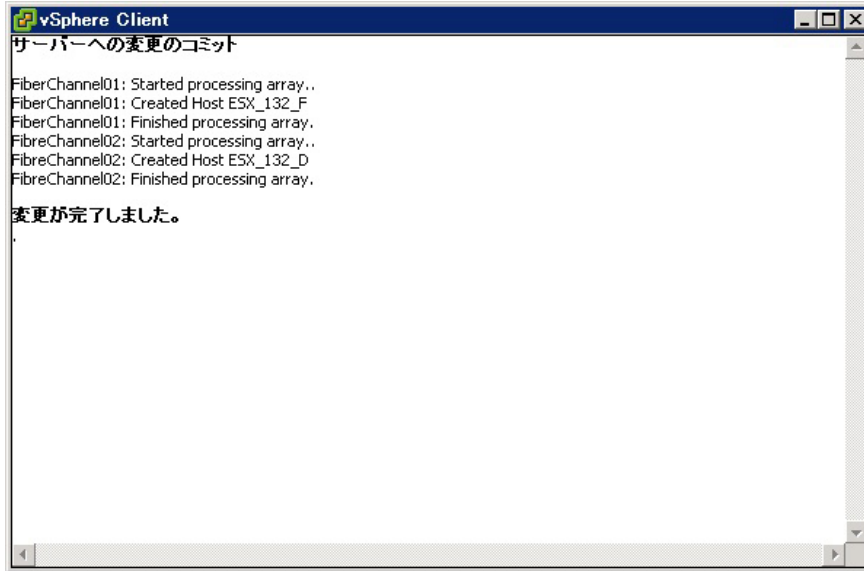 vSphere Client
サーバーへの変更のコミット
FiberChannel01: Started processing array..
FiberChannel01: Created Host ESX_132_F
FiberChannel01: Finished processing array.
FibreChannel02: Started processing array..
FibreChannel02: Created Host ESX_132_D
FibreChannel02: Finished processing array.
変更が完了しました。
.